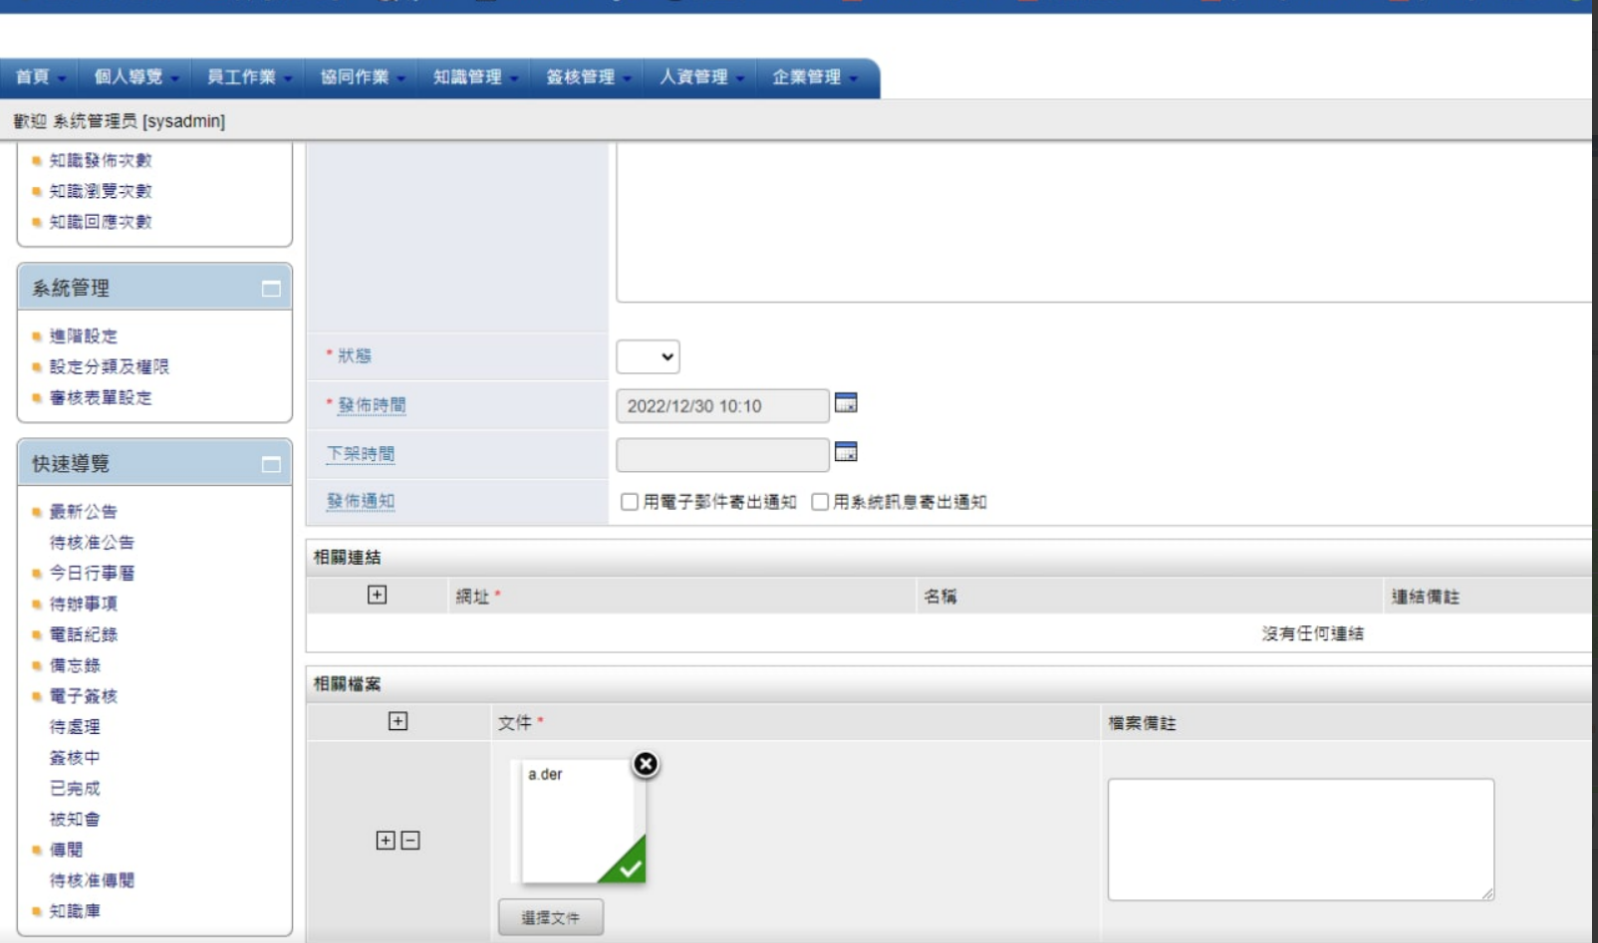 首頁 個人導覽 員工作業 協同作業 知識管理 簽核管理 人資管理 企業管理
歡迎 系統管理员 [sysadmin]
知識發佈次數
知識瀏覽次數
知識回應次數
系統管理
進階設定
設定分類及權限
審核表單設定
快速導覽
最新公告
待核准公告
今日行事曆
待辦事項
電話紀錄
備忘錄
電子簽核
待處理
簽核中
已完成
被知會
傳閱
待核准傳閱
知識庫
* 狀態
* 發佈時間 2022/12/30 10:10
下架時間
發佈通知 用電子郵件寄出通知 用系統訊息寄出通知
相關連結
網址 * 名稱 連結備註
沒有任何連結
相關檔案
文件 * 檔案備註
a.der
選擇文件